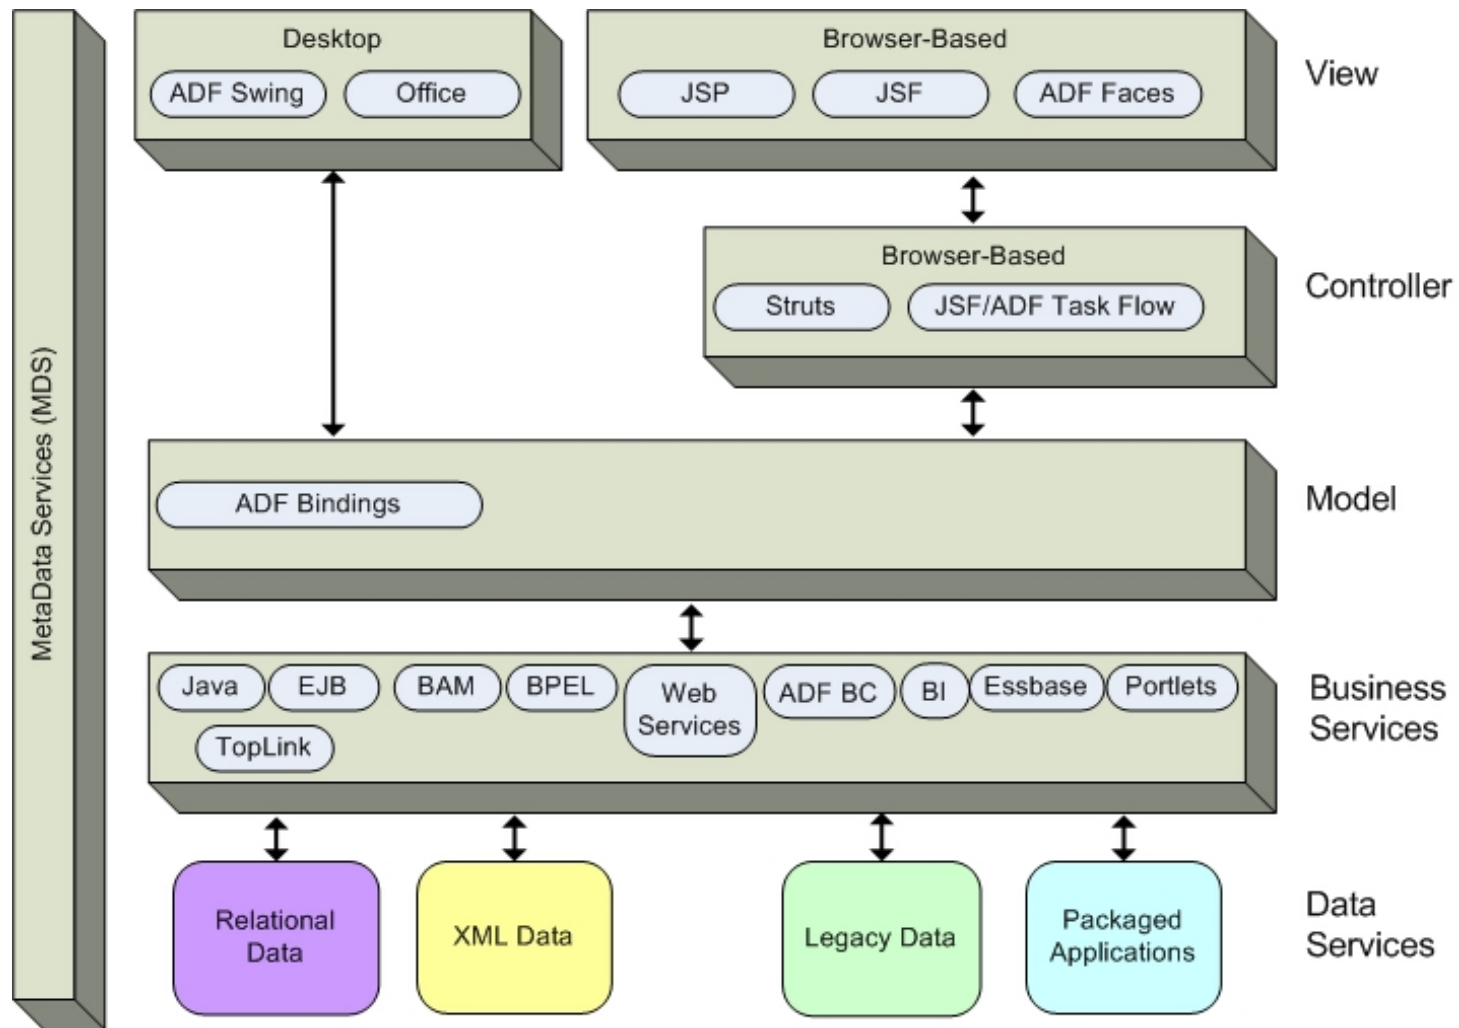 MetaData Services (MDS)
Desktop
ADF Swing
Office
Browser-Based
JSP
JSF
ADF Faces
View
Browser-Based
Struts
JSF/ADF Task Flow
Controller
ADF Bindings
Model
Java
EJB
BAM
BPEL
Web
Services
ADF BC
BI
Essbase
Portlets
TopLink
Business
Services
Relational
Data
XML Data
Legacy Data
Packaged
Applications
Data
Services